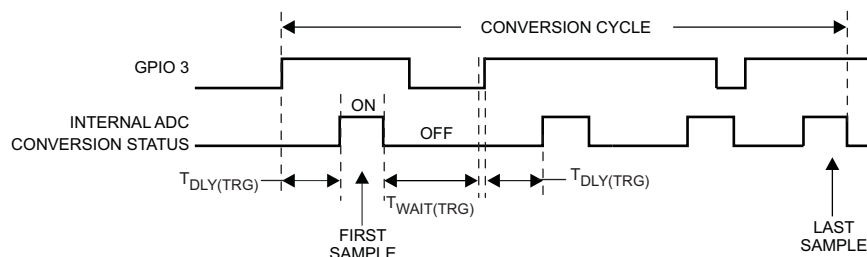 CONVERSION CYCLE
GPIO 3
ON
INTERNAL ADC
CONVERSION STATUS
OFF
TDLY(TRG)
TWAIT(TRG)
TDLY(TRG)
FIRST
SAMPLE
LAST
SAMPLE